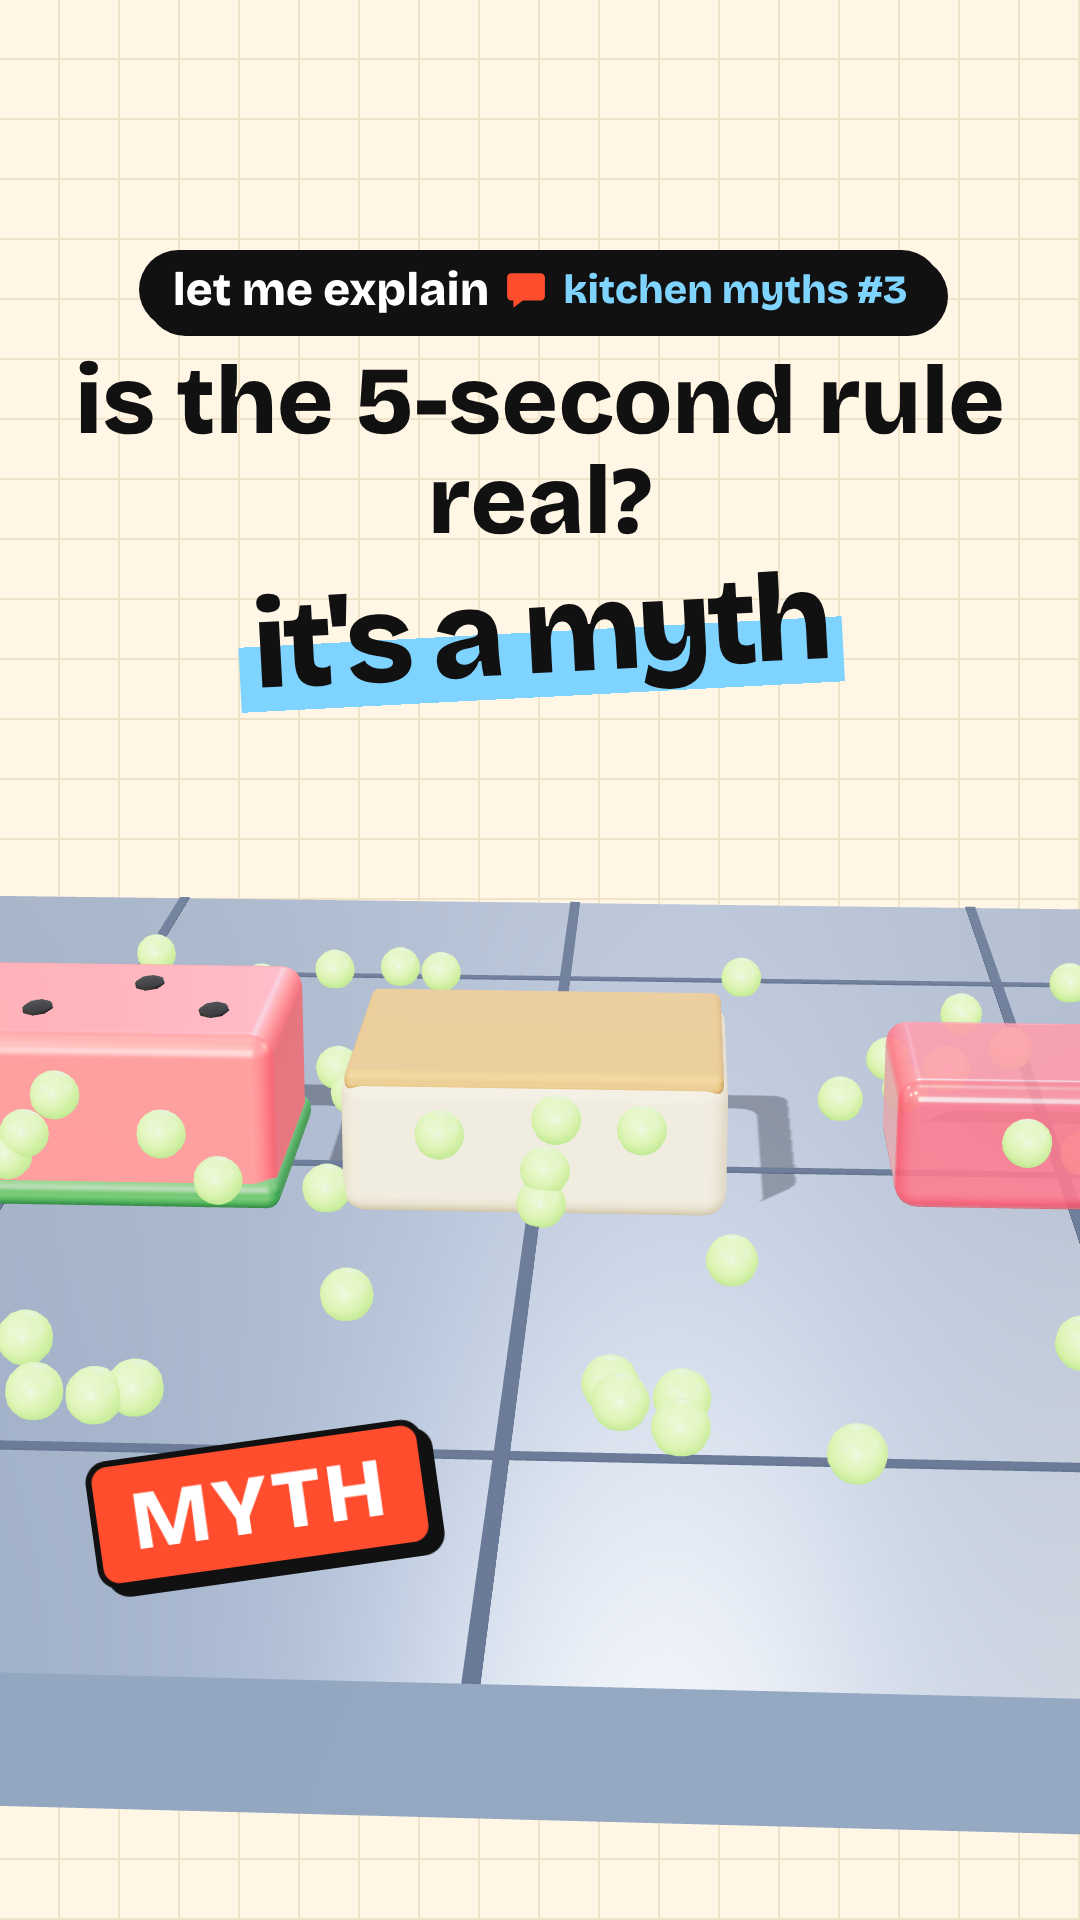 let me explain kitchen myths #3
is the 5-second rule
real?
it's a myth
MYTH